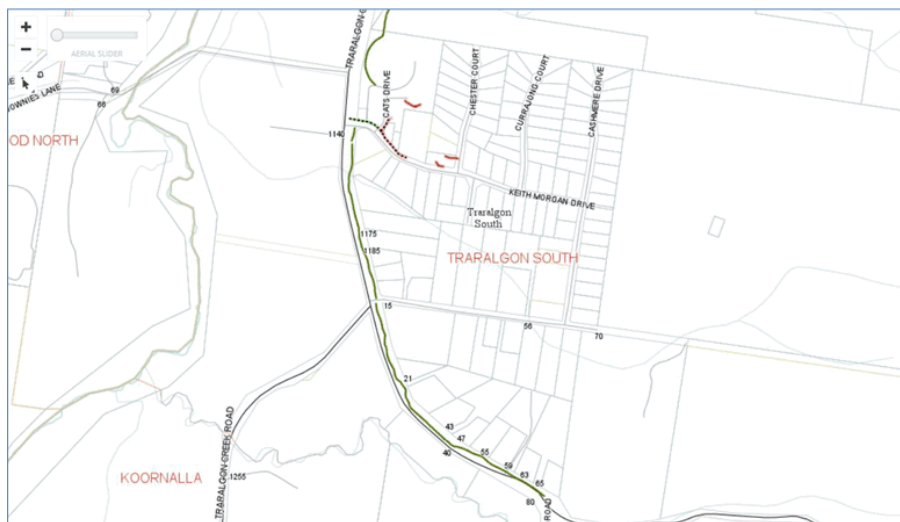 +
−
AERIAL SLIDER
OWNIES LANE
69
68
OD NORTH
TRARALGON C
CATS DRIVE
CHESTER COURT
CURRAJONG COURT
CASHMERE DRIVE
1140
KEITH MORGAN DRIVE
Traralgon
South
1175
1185
TRARALGON SOUTH
15
56
70
21
43
47
40
55
59
63
65
80
ROAD
TRARALGON CREEK ROAD
KOORNALLA
1255